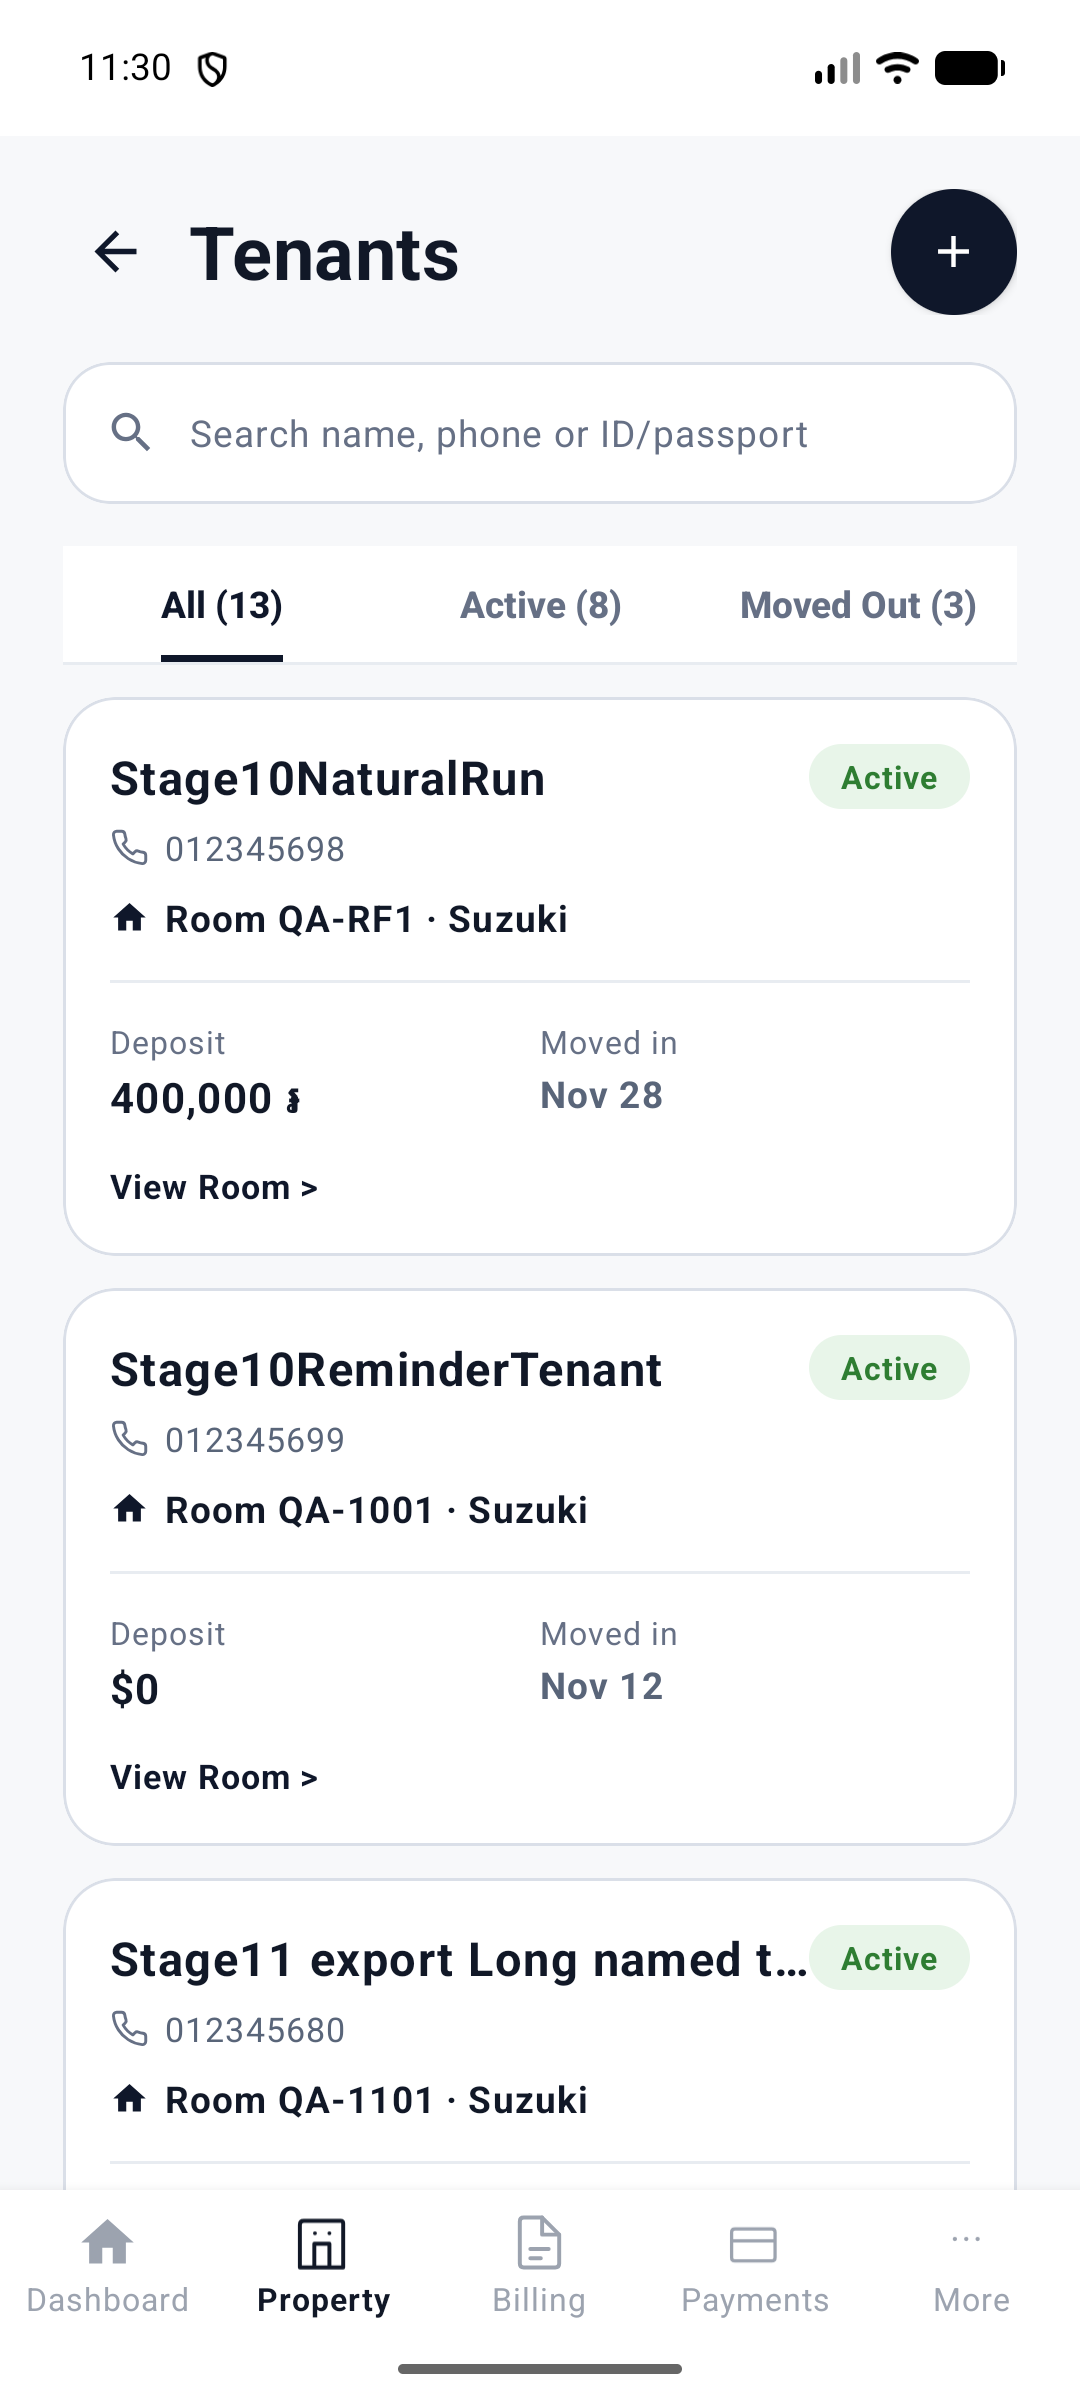 11:30
Tenants
Search name, phone or ID/passport
All (13)
Active (8)
Moved Out (3)
Stage10NaturalRun
Active
012345698
Room QA-RF1 · Suzuki
Deposit
Moved in
400,000 ៛
Nov 28
View Room >
Stage10ReminderTenant
Active
012345699
Room QA-1001 · Suzuki
Deposit
Moved in
$0
Nov 12
View Room >
Stage11 export Long named t...
Active
012345680
Room QA-1101 · Suzuki
Dashboard
Property
Billing
Payments
More